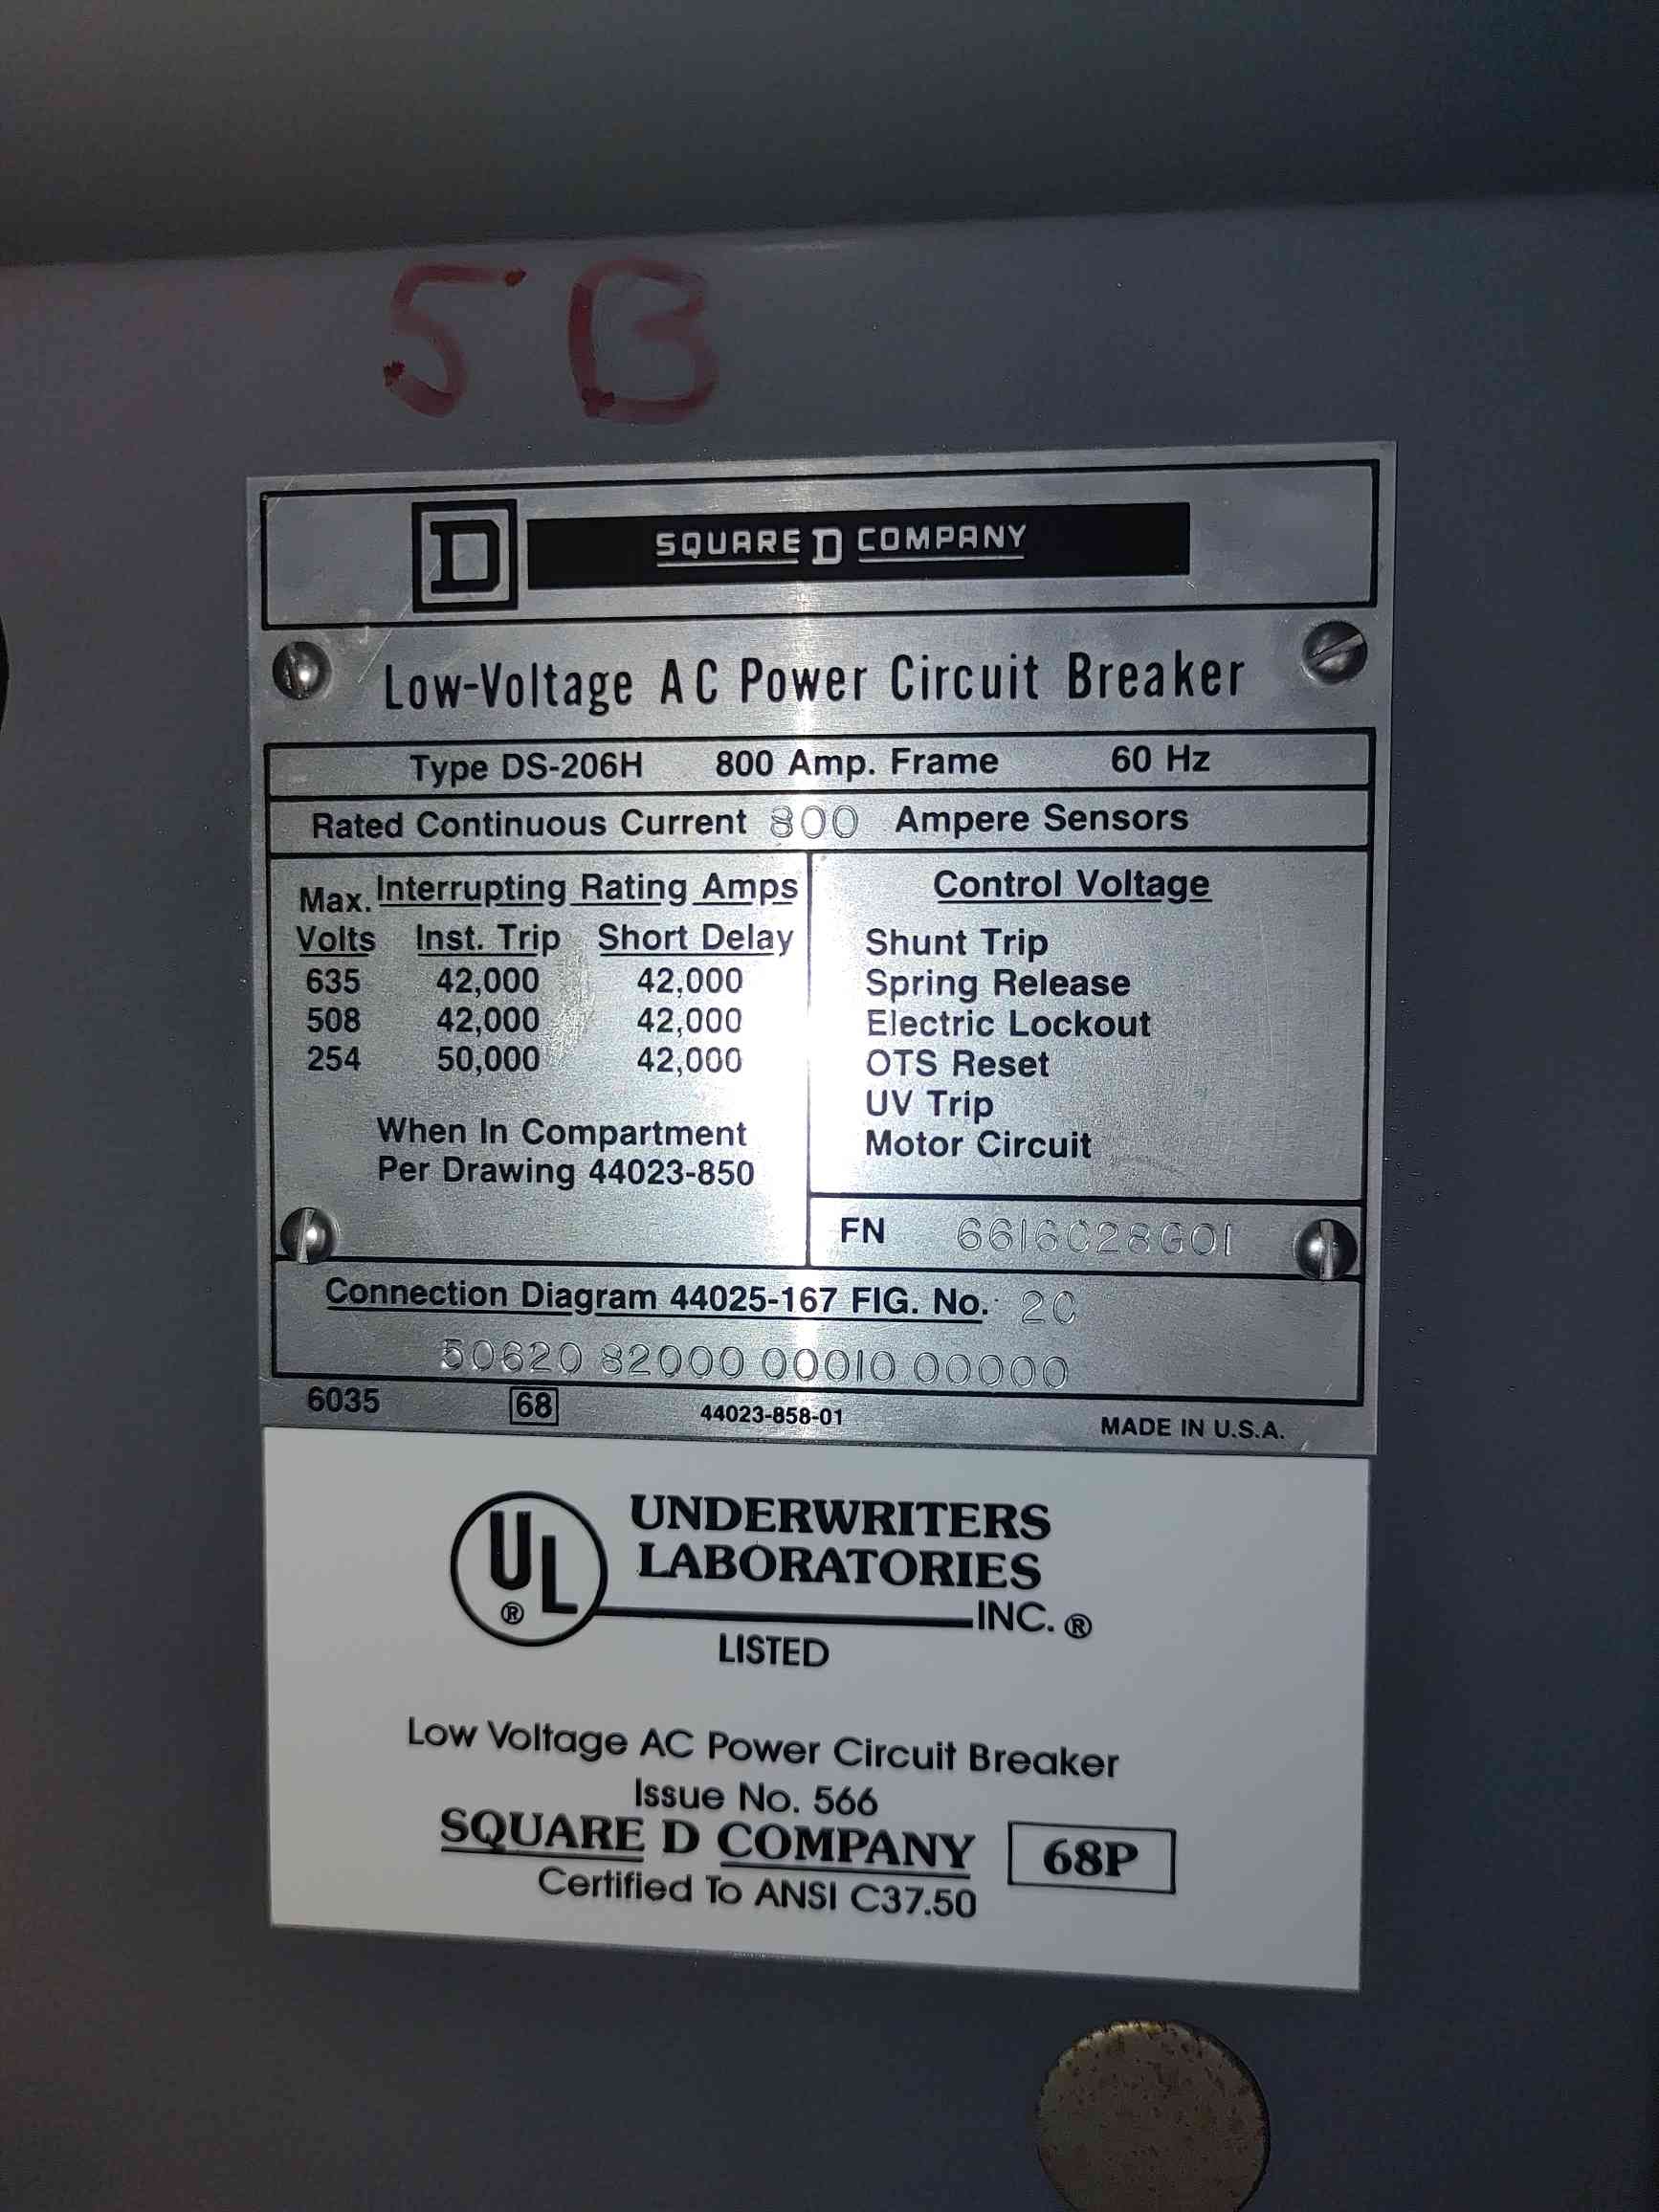 5B
D SQUARE D COMPANY
Low-Voltage AC Power Circuit Breaker
Type DS-206H 800 Amp. Frame 60 Hz
Rated Continuous Current 800 Ampere Sensors
Max. Interrupting Rating Amps
Volts Inst. Trip Short Delay
635 42,000 42,000
508 42,000 42,000
254 50,000 42,000
When In Compartment
Per Drawing 44023-850
Control Voltage
Shunt Trip
Spring Release
Electric Lockout
OTS Reset
UV Trip
Motor Circuit
FN 6616C28G01
Connection Diagram 44025-167 FIG. No. 2C
50620 82000 00010 00000
6035 68 44023-858-01 MADE IN U.S.A.
UL ® UNDERWRITERS
LABORATORIES
INC. ®
LISTED
Low Voltage AC Power Circuit Breaker
Issue No. 566
SQUARE D COMPANY 68P
Certified To ANSI C37.50